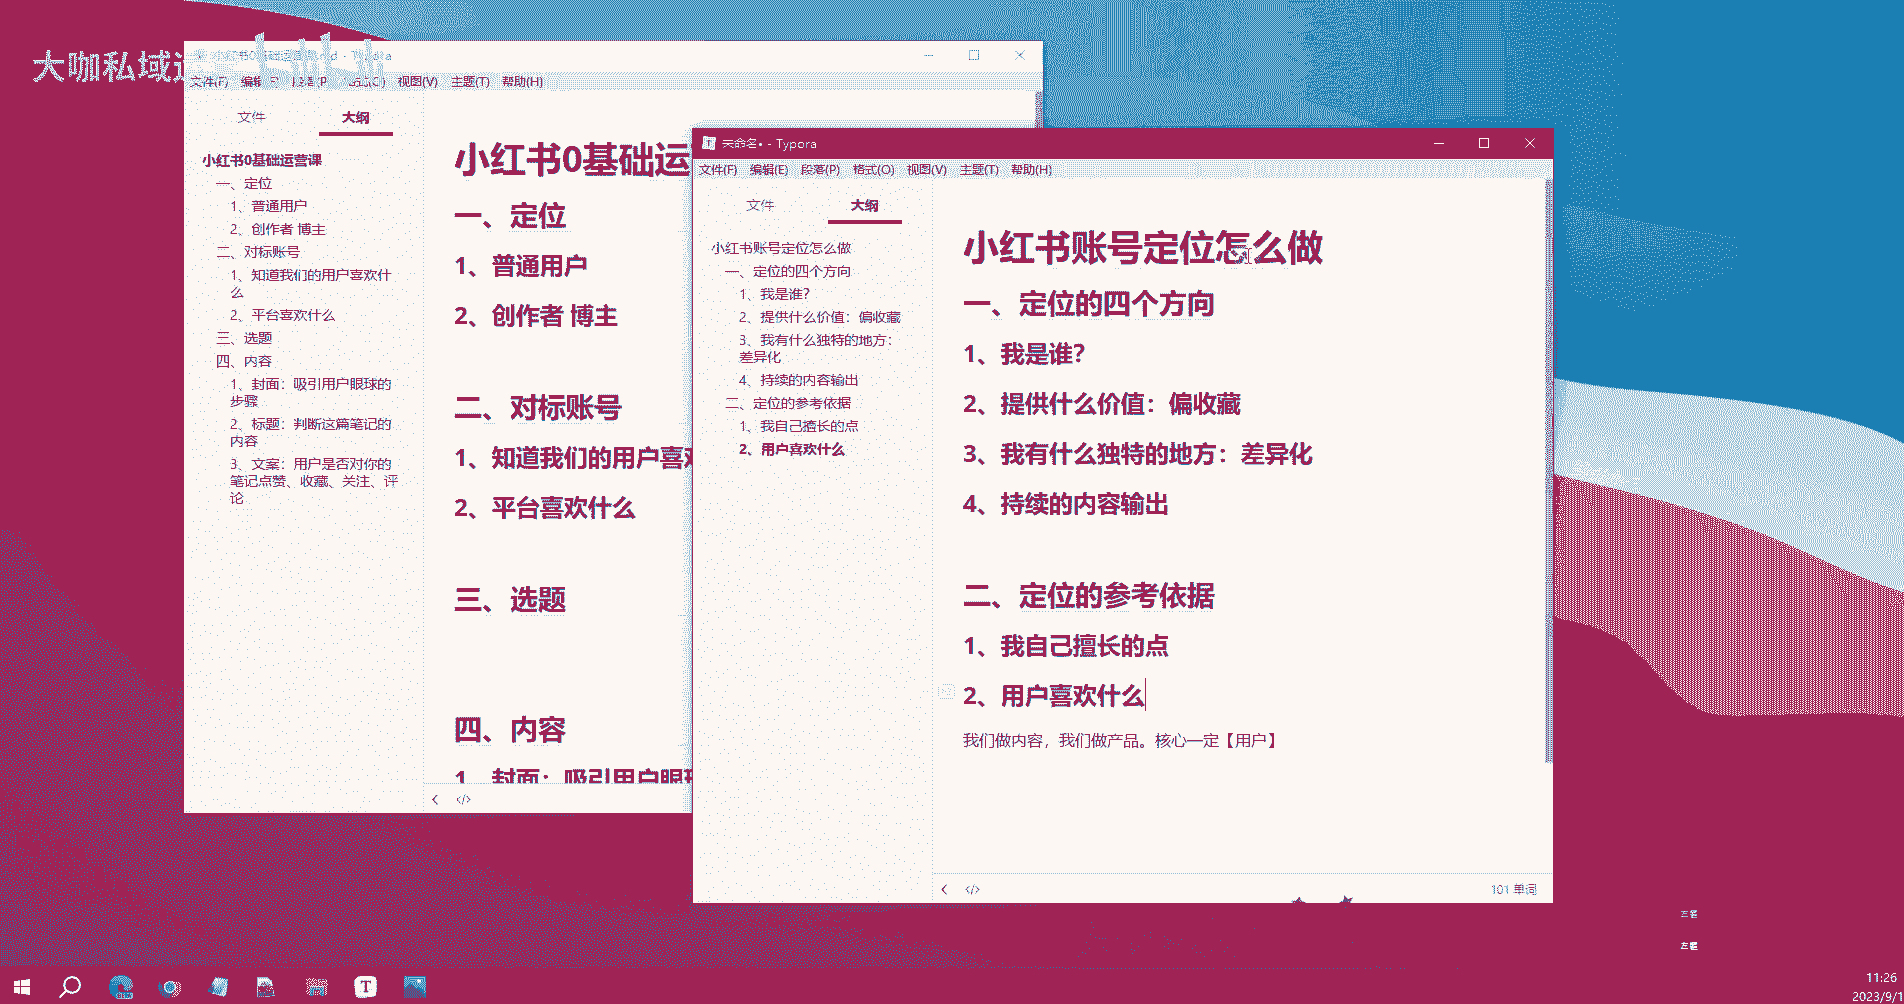 大咖私域运
bilibili
小红书0基础运营课.md - Typora
文件(F) 编辑(E) 段落(P) 格式(O) 视图(V) 主题(T) 帮助(H)
文件 大纲
小红书0基础运营课
一、定位
1、普通用户
2、创作者 博主
二、对标账号
1、知道我们的用户喜欢什
么
2、平台喜欢什么
三、选题
四、内容
1、封面：吸引用户眼球的
步骤
2、标题：判断这篇笔记的
内容
3、文案：用户是否对你的
笔记点赞、收藏、关注、评
论
小红书0基础运
一、定位
1、普通用户
2、创作者 博主
二、对标账号
1、知道我们的用户喜
2、平台喜欢什么
三、选题
四、内容
1、封面：吸引用户眼
未命名• - Typora
文件(F) 编辑(E) 段落(P) 格式(O) 视图(V) 主题(T) 帮助(H)
文件 大纲
小红书账号定位怎么做
一、定位的四个方向
1、我是谁？
2、提供什么价值：偏收藏
3、我有什么独特的地方：
差异化
4、持续的内容输出
二、定位的参考依据
1、我自己擅长的点
2、用户喜欢什么
小红书账号定位怎么做
一、定位的四个方向
1、我是谁？
2、提供什么价值：偏收藏
3、我有什么独特的地方：差异化
4、持续的内容输出
二、定位的参考依据
1、我自己擅长的点
2、用户喜欢什么
我们做内容，我们做产品。核心一定【用户】
101 单词
左键
T
11:26
2023/9/1